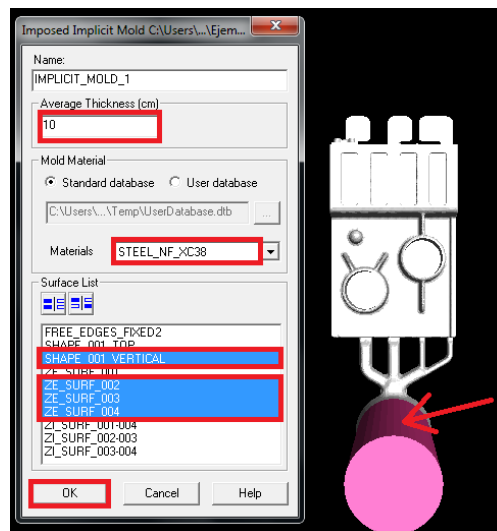 Imposed Implicit Mold C:\Users\...\Ejem...
Name:
IMPLICIT_MOLD_1
Average Thickness (cm)
10
Mold Material
Standard database
User database
C:\Users\...\Temp\UserDatabase.dtb
...
Materials
STEEL_NF_XC38
Surface List
FREE_EDGES_FIXED2
SHAPE_001_TOP
SHAPE_001_VERTICAL
ZE_SURF_001
ZE_SURF_002
ZE_SURF_003
ZE_SURF_004
ZI_SURF_001-004
ZI_SURF_002-003
ZI_SURF_003-004
OK
Cancel
Help